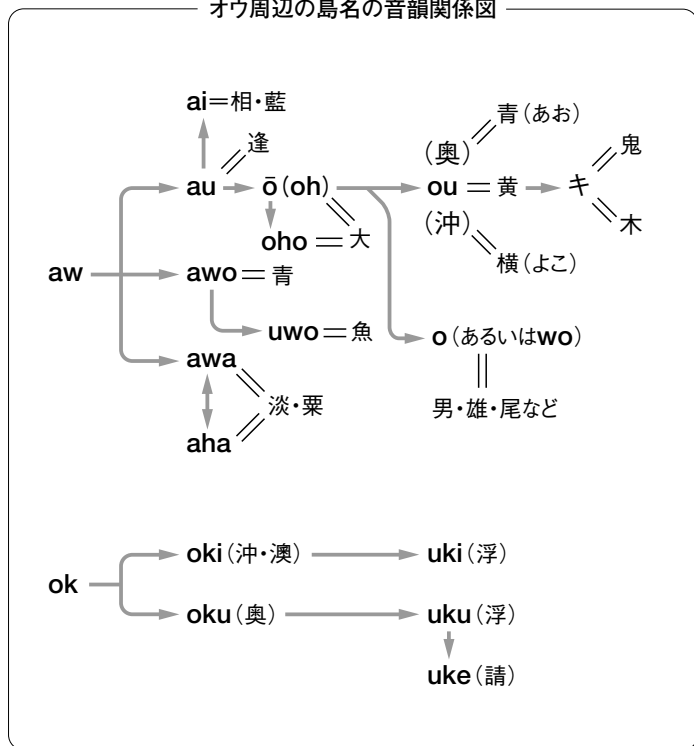 オウ周辺の島名の音韻関係図
ai＝相・藍
逢
au
ō(oh)
oho＝大
(奥)
青(あお)
ou＝黄
(沖)
横(よこ)
キ
鬼
木
aw
awo＝青
uwo＝魚
awa
淡・粟
aha
o(あるいはwo)
男・雄・尾など
ok
oki(沖・澳)
uki(浮)
oku(奥)
uku(浮)
uke(請)